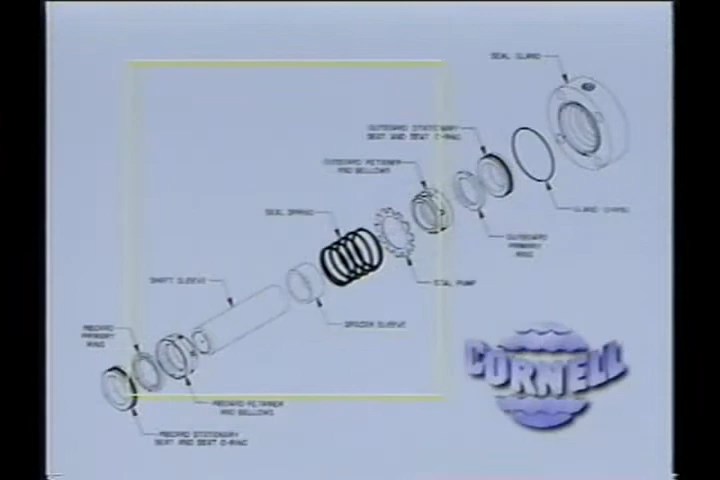 SEAL GLAND
OUTBOARD STATIONARY
SEAT AND SEAT O-RING
OUTBOARD RETAINER
AND BELLOWS
SEAL SPRING
GLAND O-RING
OUTBOARD
PRIMARY
RING
SHAFT SLEEVE
SEAL PUMP
SPACER SLEEVE
INBOARD
PRIMARY
RING
CORNELL
INBOARD RETAINER
AND BELLOWS
INBOARD STATIONARY
SEAT AND SEAT O-RING